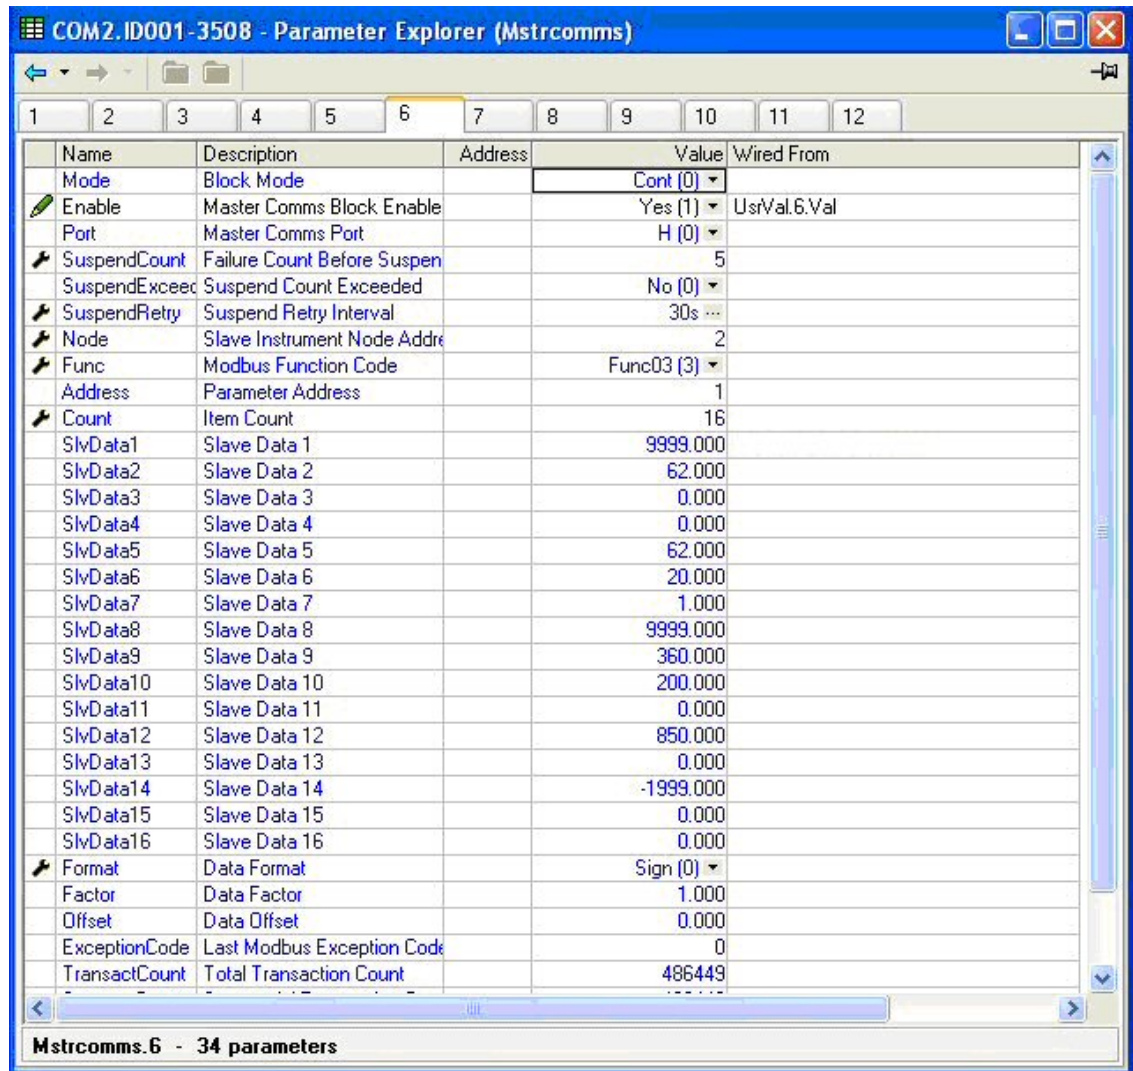 COM2.ID001-3508 - Parameter Explorer (Mstrcomms)
1 2 3 4 5 6 7 8 9 10 11 12
Name Description Address Value Wired From
Mode Block Mode Cont (0)
Enable Master Comms Block Enable Yes (1) UsrVal.6.Val
Port Master Comms Port H (0)
SuspendCount Failure Count Before Suspen 5
SuspendExceed Suspend Count Exceeded No (0)
SuspendRetry Suspend Retry Interval 30s ...
Node Slave Instrument Node Addre 2
Func Modbus Function Code Func03 (3)
Address Parameter Address 1
Count Item Count 16
SlvData1 Slave Data 1 9999.000
SlvData2 Slave Data 2 62.000
SlvData3 Slave Data 3 0.000
SlvData4 Slave Data 4 0.000
SlvData5 Slave Data 5 62.000
SlvData6 Slave Data 6 20.000
SlvData7 Slave Data 7 1.000
SlvData8 Slave Data 8 9999.000
SlvData9 Slave Data 9 360.000
SlvData10 Slave Data 10 200.000
SlvData11 Slave Data 11 0.000
SlvData12 Slave Data 12 850.000
SlvData13 Slave Data 13 0.000
SlvData14 Slave Data 14 -1999.000
SlvData15 Slave Data 15 0.000
SlvData16 Slave Data 16 0.000
Format Data Format Sign (0)
Factor Data Factor 1.000
Offset Data Offset 0.000
ExceptionCode Last Modbus Exception Code 0
TransactCount Total Transaction Count 486449
Mstrcomms.6 - 34 parameters